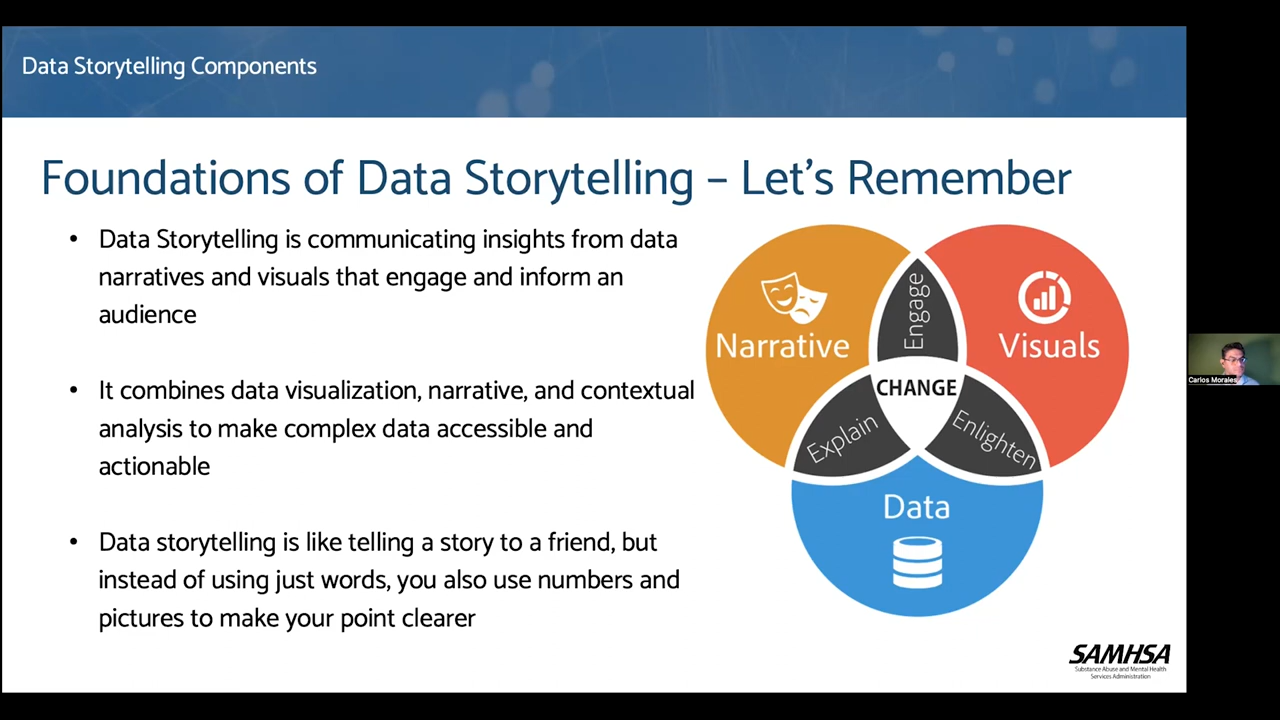 Data Storytelling Components
Foundations of Data Storytelling – Let's Remember
• Data Storytelling is communicating insights from data
narratives and visuals that engage and inform an
audience
• It combines data visualization, narrative, and contextual
analysis to make complex data accessible and
actionable
• Data storytelling is like telling a story to a friend, but
instead of using just words, you also use numbers and
pictures to make your point clearer
Narrative
Engage
Visuals
CHANGE
Explain
Enlighten
Data
SAMHSA
Substance Abuse and Mental Health
Services Administration
Carlos Morales